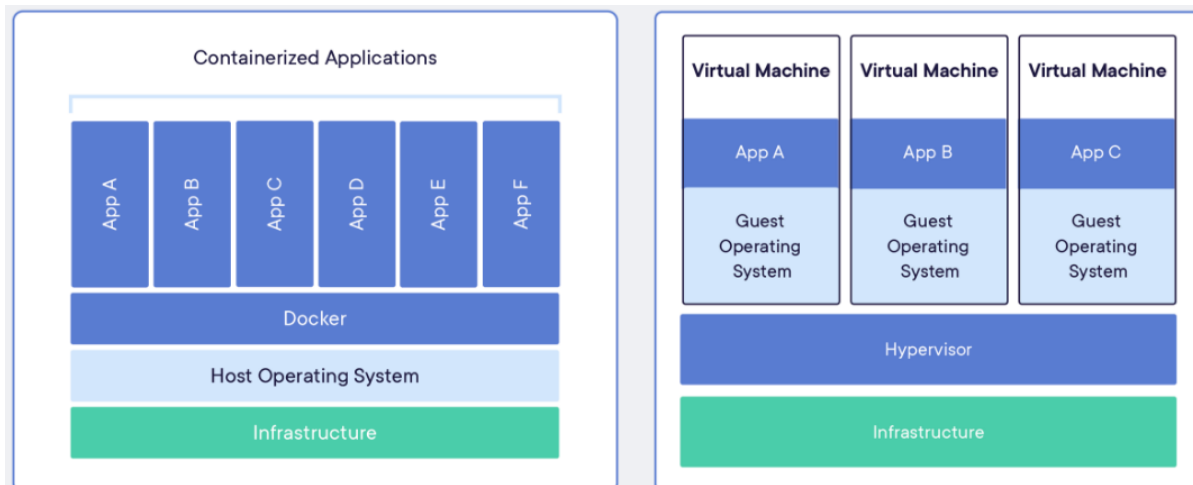 Containerized Applications
App A
App B
App C
App D
App E
App F
Docker
Host Operating System
Infrastructure
Virtual Machine
App A
Guest
Operating
System
Virtual Machine
App B
Guest
Operating
System
Virtual Machine
App C
Guest
Operating
System
Hypervisor
Infrastructure